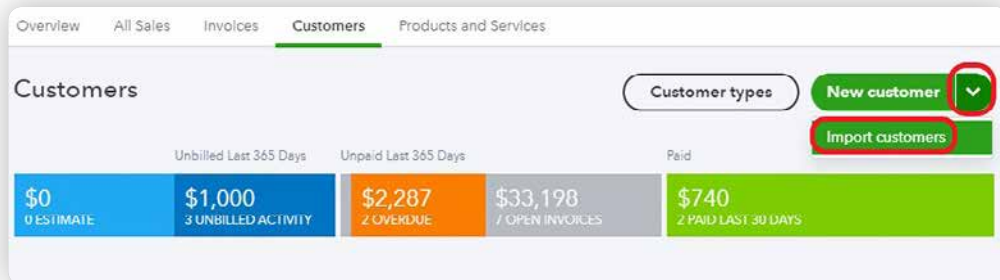 Overview All Sales Invoices Customers Products and Services
Customers Customer types New customer
Import customers
Unbilled Last 365 Days Unpaid Last 365 Days Paid
$0 $1,000 $2,287 $33,198 $740
0 ESTIMATE 3 UNBILLED ACTIVITY 2 OVERDUE 7 OPEN INVOICES 2 PAID LAST 30 DAYS